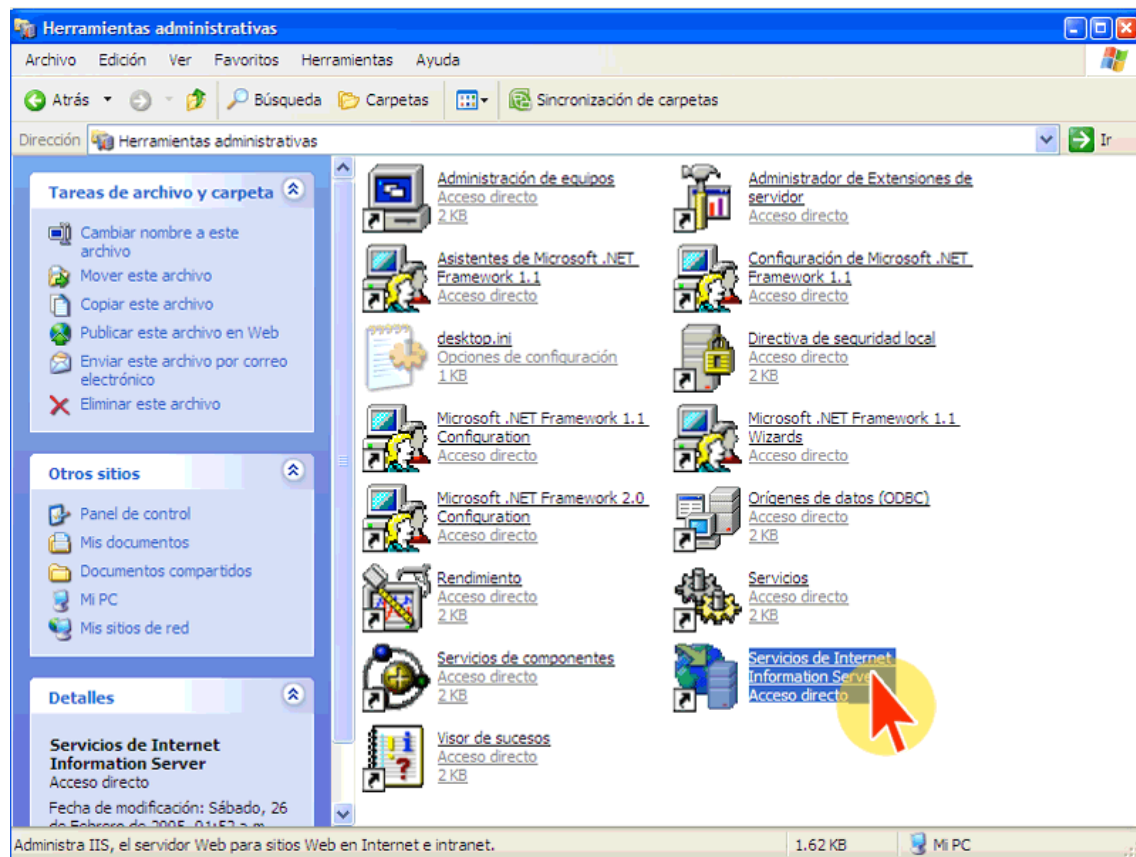 Herramientas administrativas
Archivo Edición Ver Favoritos Herramientas Ayuda
Atrás Búsqueda Carpetas Sincronización de carpetas
Dirección Herramientas administrativas Ir
Tareas de archivo y carpeta
Cambiar nombre a este
archivo
Mover este archivo
Copiar este archivo
Publicar este archivo en Web
Enviar este archivo por correo
electrónico
Eliminar este archivo
Otros sitios
Panel de control
Mis documentos
Documentos compartidos
Mi PC
Mis sitios de red
Detalles
Servicios de Internet
Information Server
Acceso directo
Fecha de modificación: Sábado, 26
de Febrero de 2005, 01:52 a.m.
Administración de equipos
Acceso directo
2 KB
Administrador de Extensiones de
servidor
Acceso directo
Asistentes de Microsoft .NET
Framework 1.1
Acceso directo
Configuración de Microsoft .NET
Framework 1.1
Acceso directo
desktop.ini
Opciones de configuración
1 KB
Directiva de seguridad local
Acceso directo
2 KB
Microsoft .NET Framework 1.1
Configuration
Acceso directo
Microsoft .NET Framework 1.1
Wizards
Acceso directo
Microsoft .NET Framework 2.0
Configuration
Acceso directo
Orígenes de datos (ODBC)
Acceso directo
2 KB
Rendimiento
Acceso directo
2 KB
Servicios
Acceso directo
2 KB
Servicios de componentes
Acceso directo
2 KB
Servicios de Internet
Information Server
Acceso directo
Visor de sucesos
Acceso directo
2 KB
Administra IIS, el servidor Web para sitios Web en Internet e intranet. 1.62 KB Mi PC